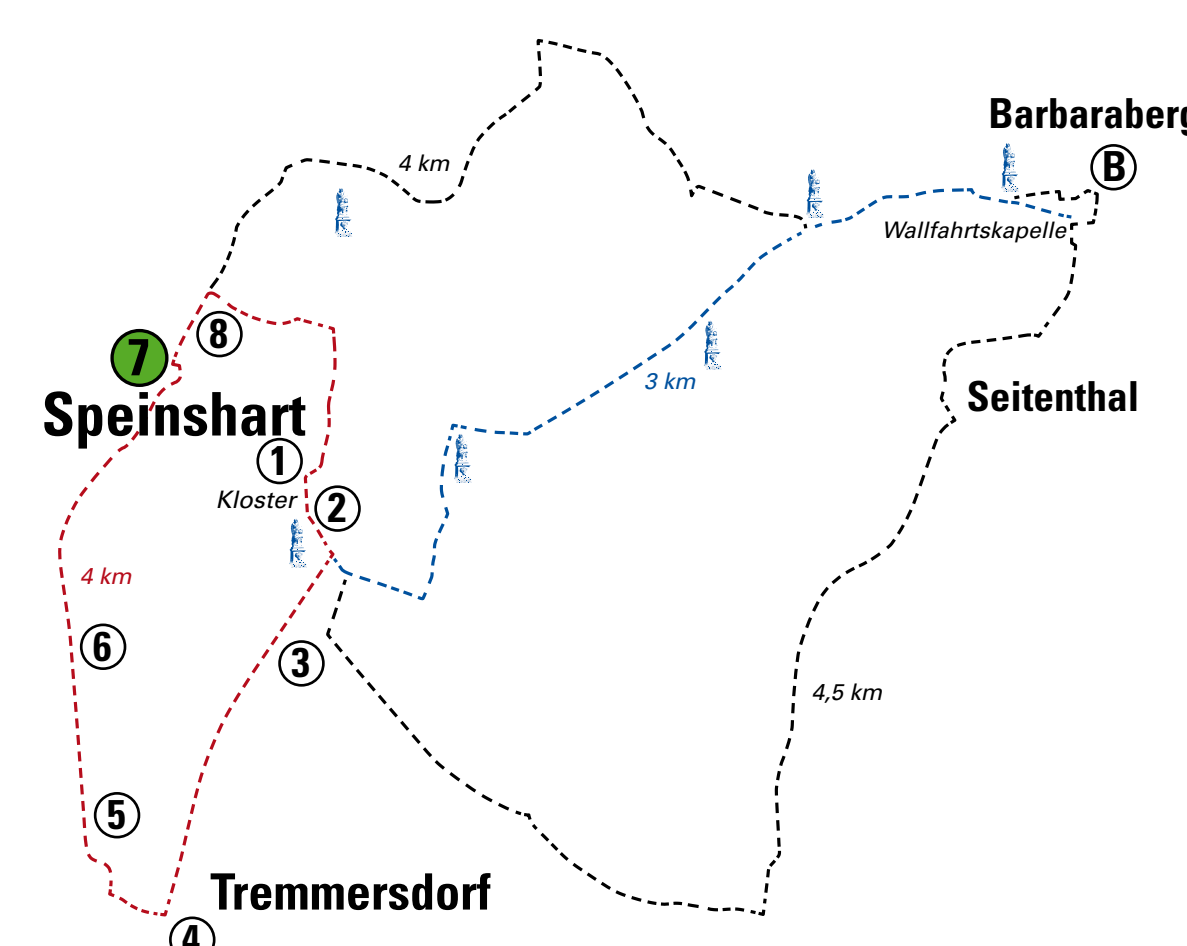 Barbaraberg
4 km
B
Wallfahrtskapelle
8
7
3 km
Seitenthal
Speinshart
1
Kloster
2
4 km
6
3
4,5 km
5
Tremmersdorf
4